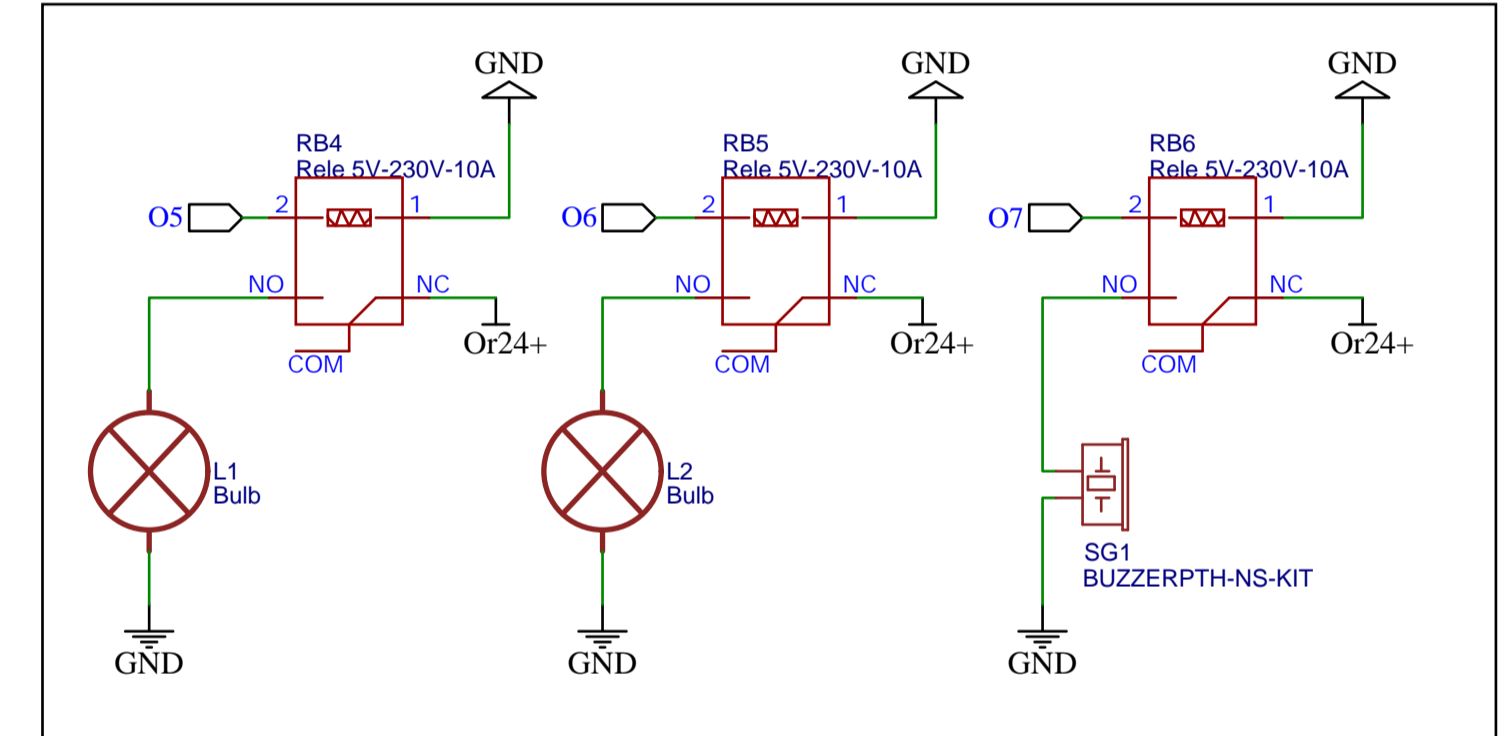 GND
GND
GND
RB4
Rele 5V-230V-10A
RB5
Rele 5V-230V-10A
RB6
Rele 5V-230V-10A
O5
2
1
O6
2
1
O7
2
1
NO
NC
NO
NC
NO
NC
Or24+
Or24+
Or24+
COM
COM
COM
L1
Bulb
L2
Bulb
SG1
BUZZERPTH-NS-KIT
GND
GND
GND